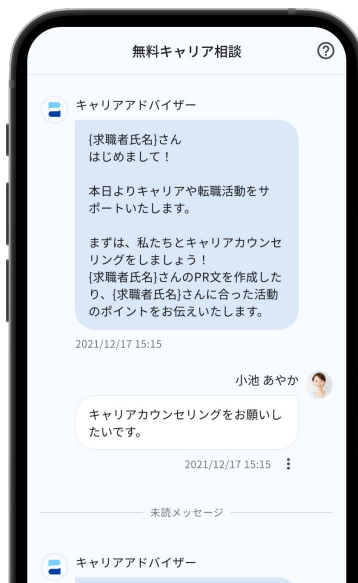 無料キャリア相談
キャリアアドバイザー
{求職者氏名}さん
はじめまして！
本日よりキャリアや転職活動をサ
ポートいたします。
まずは、私たちとキャリアカウンセ
リングをしましょう！
{求職者氏名}さんのPR文を作成した
り、{求職者氏名}さんに合った活動
のポイントをお伝えいたします。
2021/12/17 15:15
小池 あやか
キャリアカウンセリングをお願いし
たいです。
2021/12/17 15:15
未読メッセージ
キャリアアドバイザー